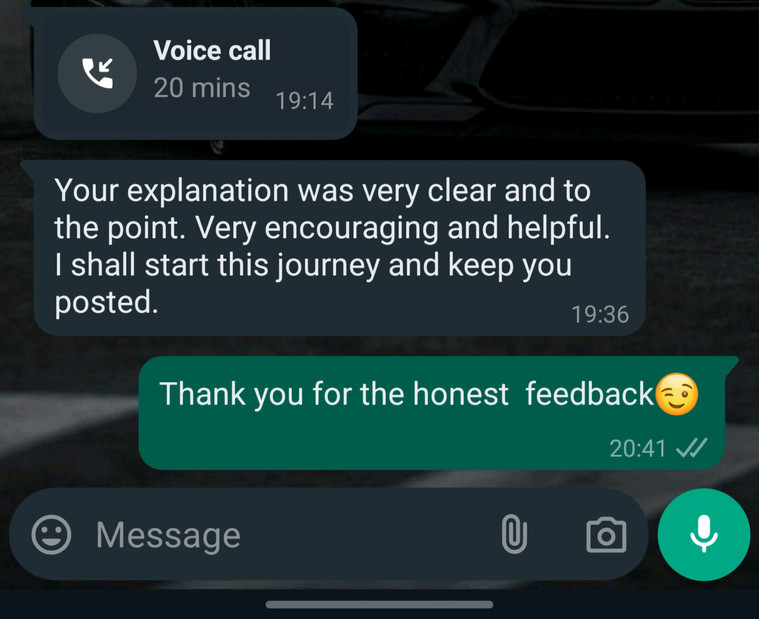 Voice call
20 mins 19:14
Your explanation was very clear and to
the point. Very encouraging and helpful.
I shall start this journey and keep you
posted. 19:36
Thank you for the honest  feedback😉
20:41
Message